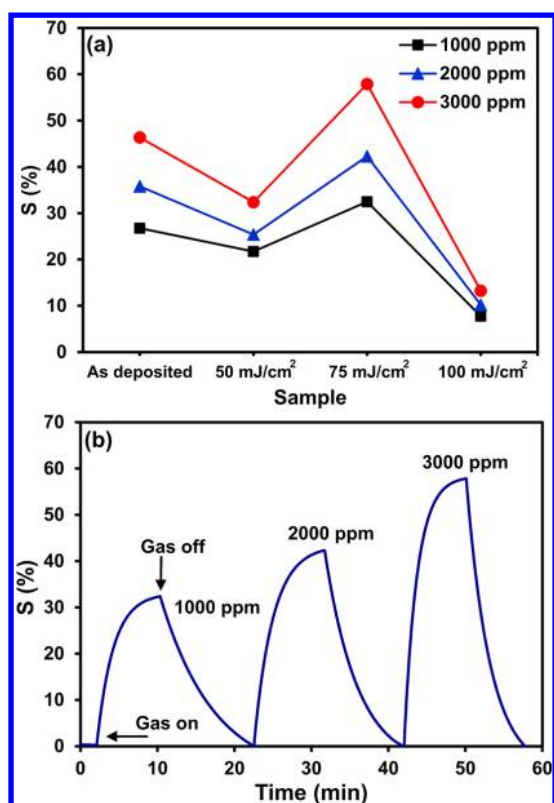 (a)
1000 ppm
2000 ppm
3000 ppm
70
60
50
40
30
20
10
0
S (%)
As deposited 50 mJ/cm² 75 mJ/cm² 100 mJ/cm²
Sample
(b)
70
60
50
40
30
20
10
0
S (%)
3000 ppm
2000 ppm
Gas off
1000 ppm
Gas on
0 10 20 30 40 50 60
Time (min)